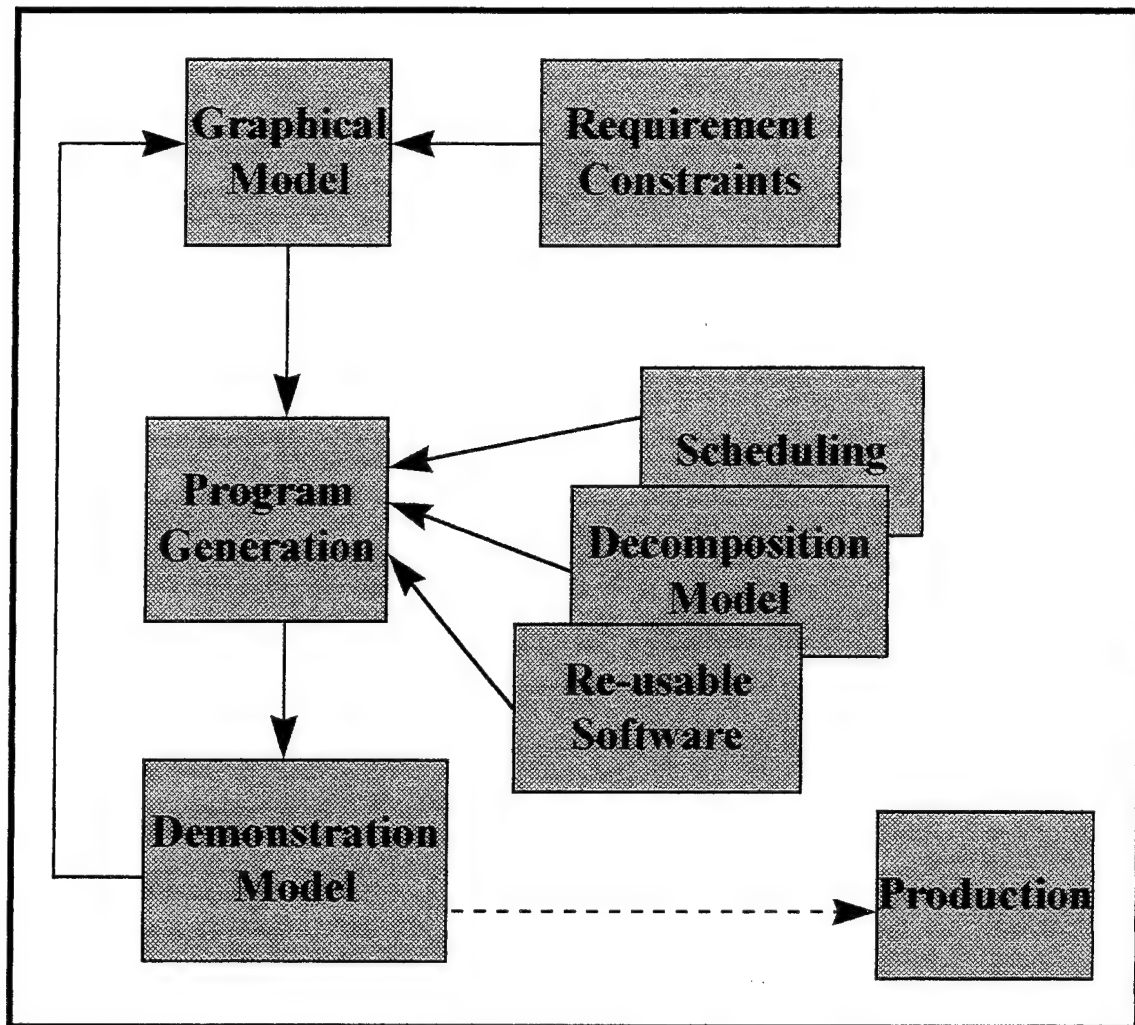 Graphical
Model
Requirement
Constraints
Program
Generation
Scheduling
Decomposition
Model
Re-usable
Software
Demonstration
Model
Production